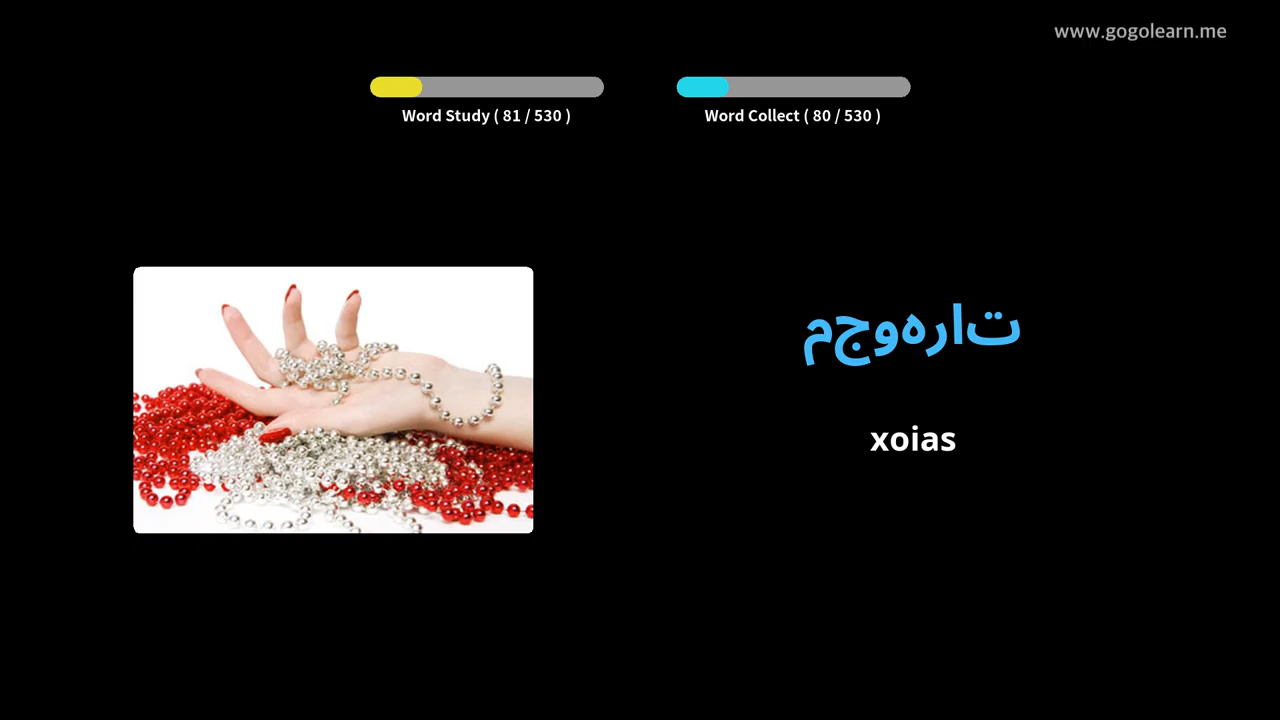 www.gogolearn.me
Word Study ( 81 / 530 )
Word Collect ( 80 / 530 )
مجوهرات
xoias